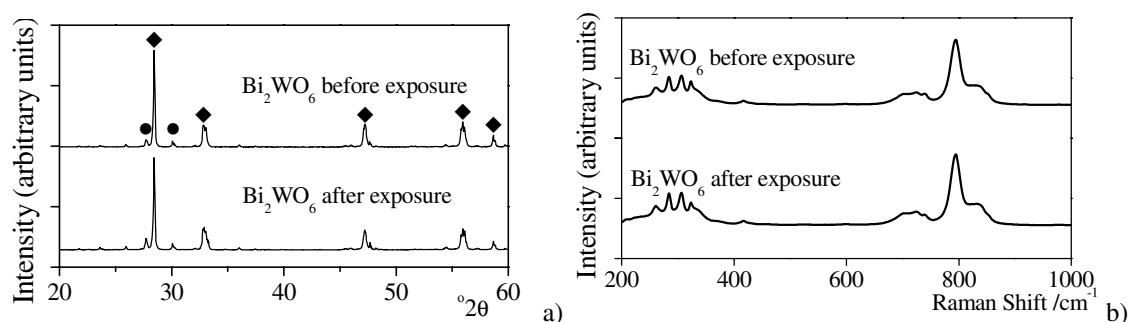 Intensity (arbitrary units)
Bi₂WO₆ before exposure
Bi₂WO₆ after exposure
20 30 40 50 60
°2θ
a)
Intensity (arbitrary units)
Bi₂WO₆ before exposure
Bi₂WO₆ after exposure
200 400 600 800 1000
Raman Shift /cm⁻¹
b)